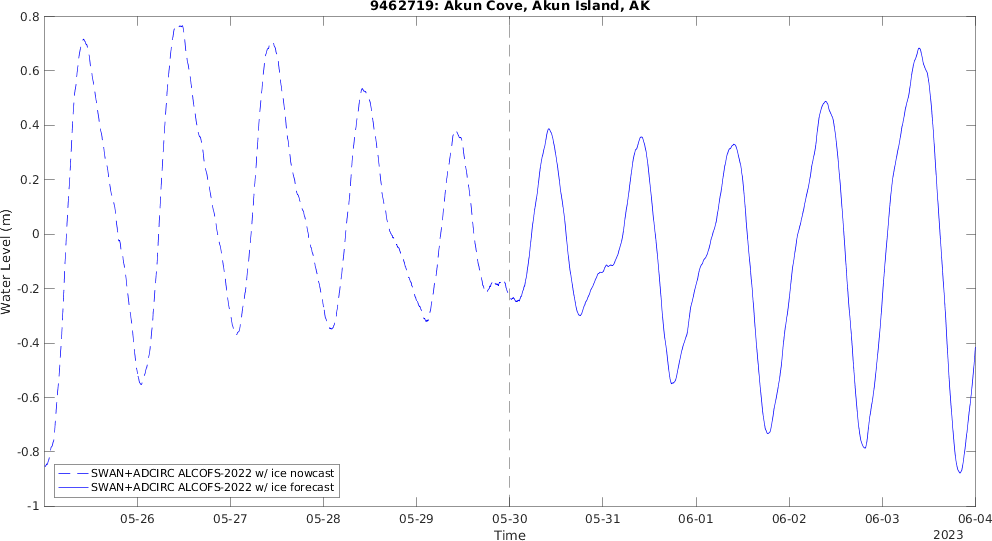 9462719: Akun Cove, Akun Island, AK
0.8
0.6
0.4
0.2
0
-0.2
-0.4
-0.6
-0.8
-1
Water Level (m)
SWAN+ADCIRC ALCOFS-2022 w/ ice nowcast
SWAN+ADCIRC ALCOFS-2022 w/ ice forecast
05-26 05-27 05-28 05-29 05-30 05-31 06-01 06-02 06-03 06-04
Time
2023